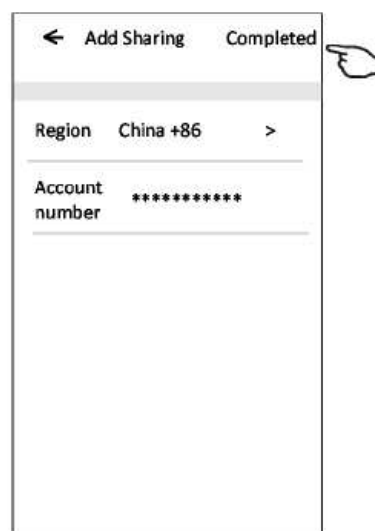 ← Add Sharing Completed
Region China +86 >
Account
number ***********